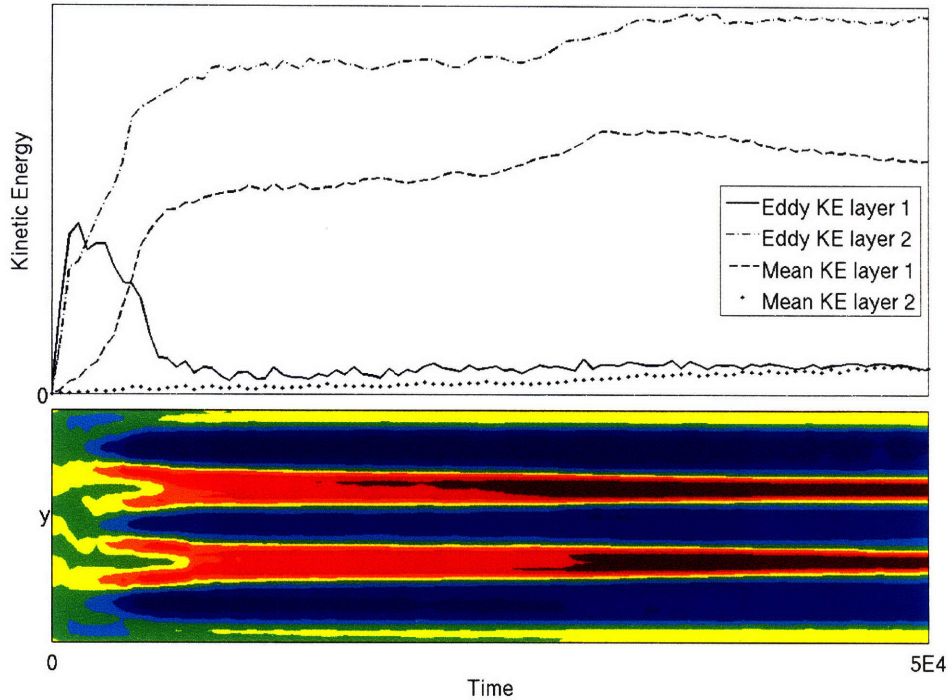 Kinetic Energy
Eddy KE layer 1
Eddy KE layer 2
Mean KE layer 1
Mean KE layer 2
0
y
0
5E4
Time